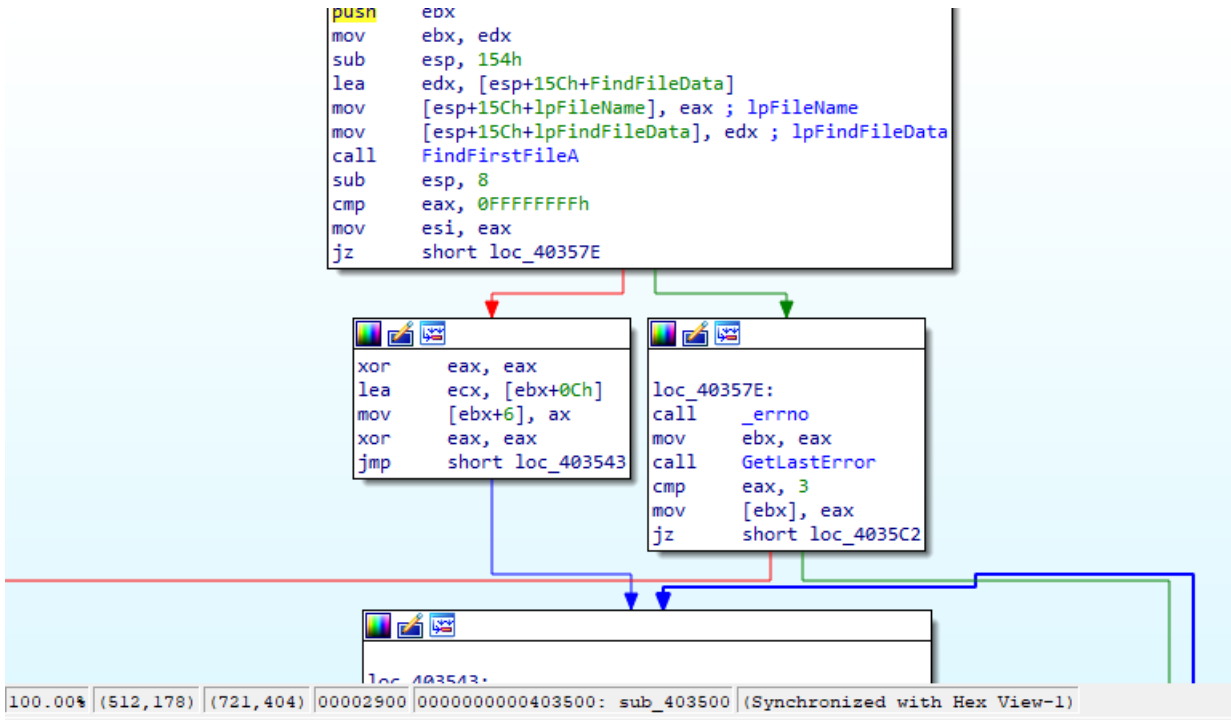 push ebx
mov ebx, edx
sub esp, 154h
lea edx, [esp+15Ch+FindFileData]
mov [esp+15Ch+lpFileName], eax ; lpFileName
mov [esp+15Ch+lpFindFileData], edx ; lpFindFileData
call FindFirstFileA
sub esp, 8
cmp eax, 0FFFFFFFFh
mov esi, eax
jz short loc_40357E
xor eax, eax
lea ecx, [ebx+0Ch]
mov [ebx+6], ax
xor eax, eax
jmp short loc_403543
loc_40357E:
call _errno
mov ebx, eax
call GetLastError
cmp eax, 3
mov [ebx], eax
jz short loc_4035C2
loc_403543:
100.00% (512,178) (721,404) 00002900 0000000000403500: sub_403500 (Synchronized with Hex View-1)